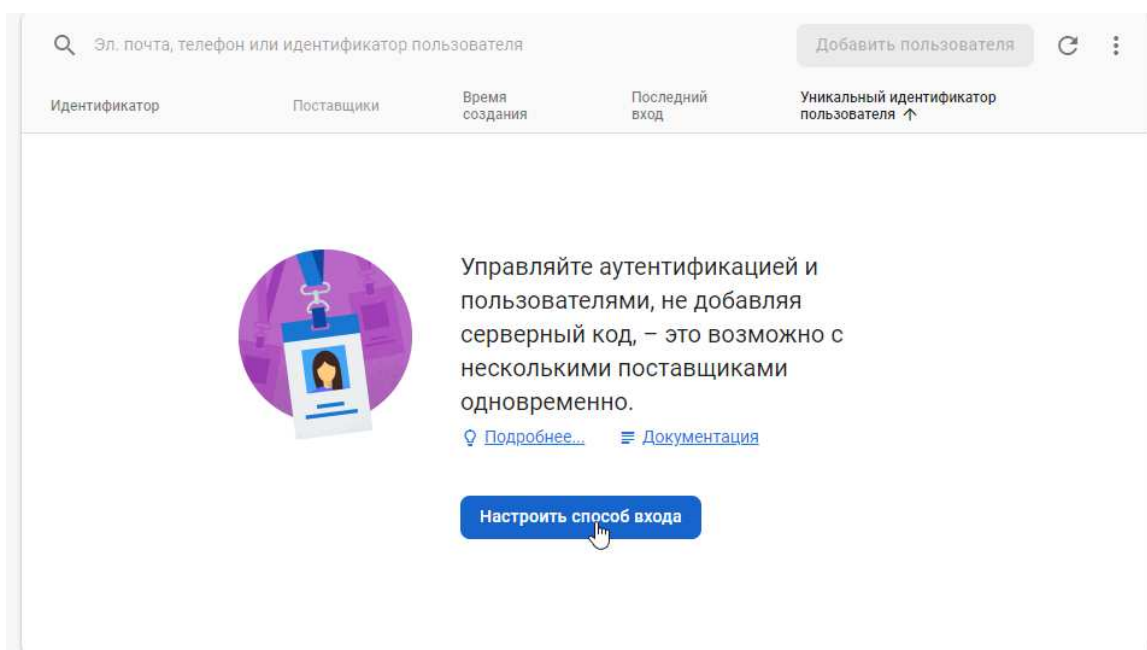 Эл. почта, телефон или идентификатор пользователя
Добавить пользователя
Идентификатор
Поставщики
Время
создания
Последний
вход
Уникальный идентификатор
пользователя ↑
Управляйте аутентификацией и
пользователями, не добавляя
серверный код, – это возможно с
несколькими поставщиками
одновременно.
Подробнее...
Документация
Настроить способ входа